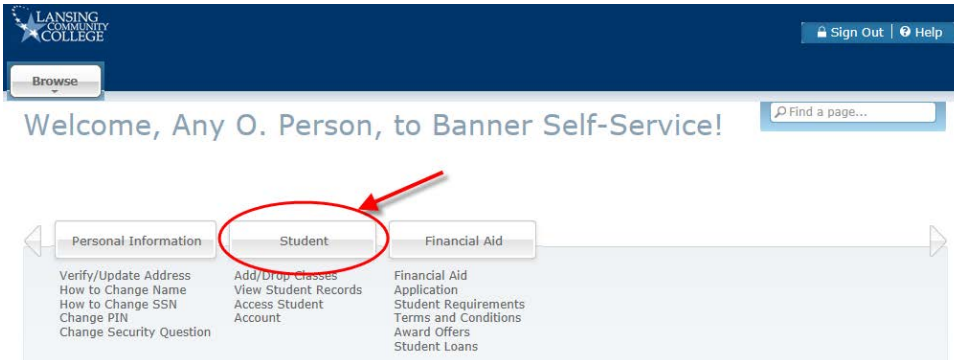 LANSING
COMMUNITY
COLLEGE
Sign Out | Help
Browse
Welcome, Any O. Person, to Banner Self-Service!
Find a page...
Personal Information
Student
Financial Aid
Verify/Update Address
How to Change Name
How to Change SSN
Change PIN
Change Security Question
Add/Drop Classes
View Student Records
Access Student
Account
Financial Aid
Application
Student Requirements
Terms and Conditions
Award Offers
Student Loans